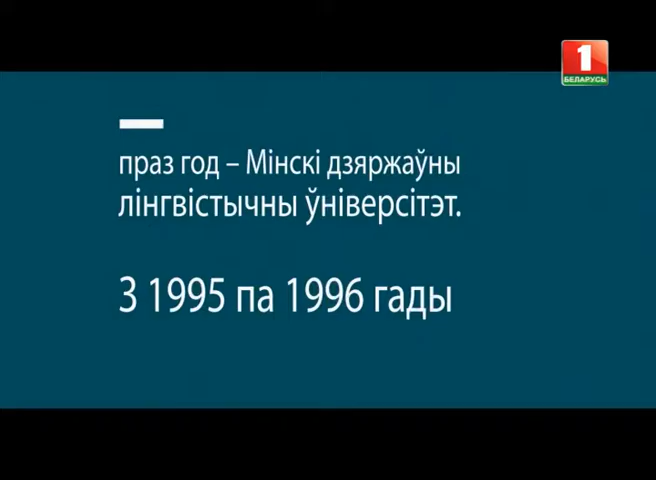 1
БЕЛАРУСЬ
праз год – Мінскі дзяржаўны
лінгвістычны ўніверсітэт.
З 1995 па 1996 гады